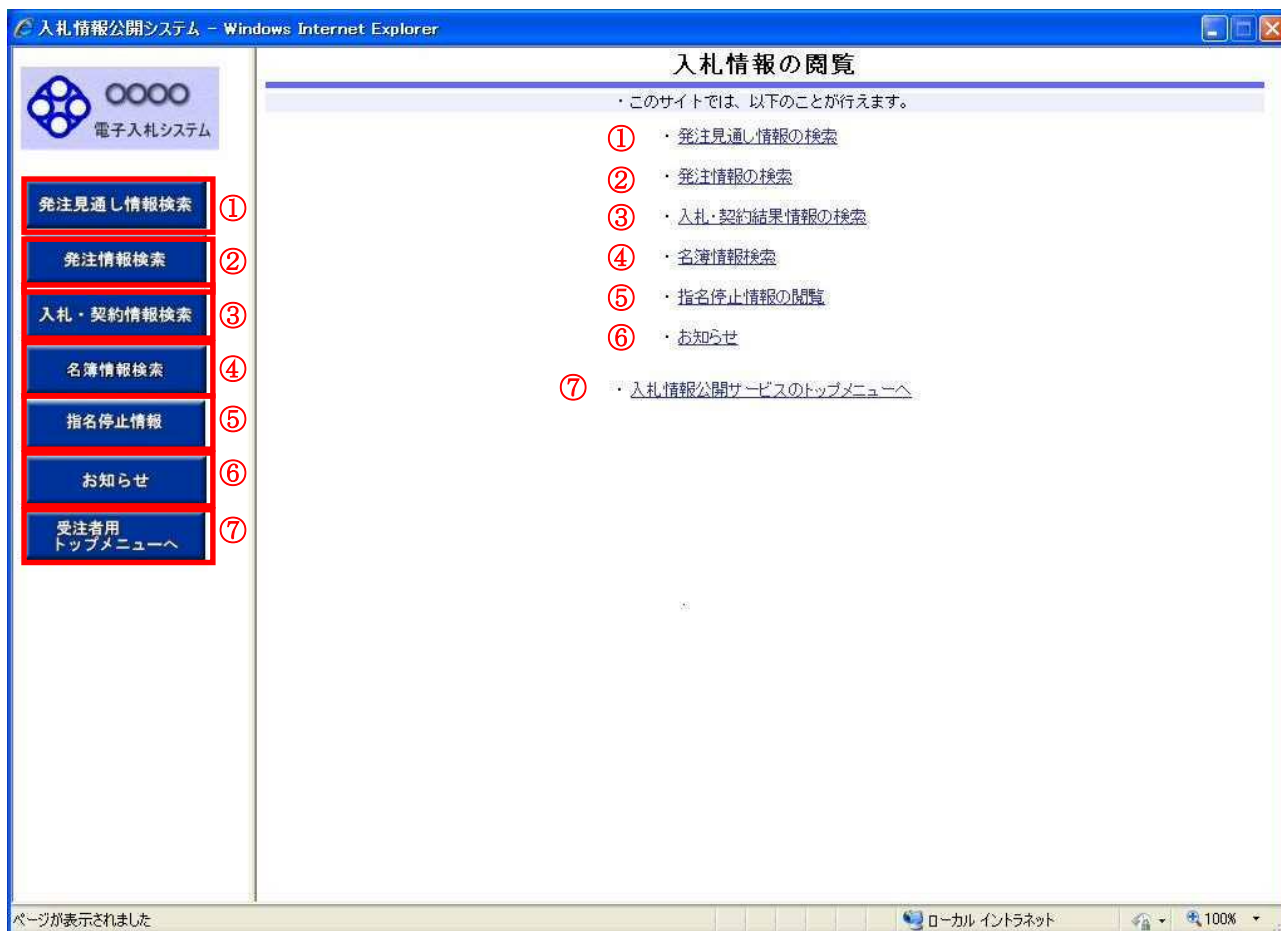 入札情報公開システム - Windows Internet Explorer
〇〇〇〇
電子入札システム
発注見通し情報検索 ①
発注情報検索 ②
入札・契約情報検索 ③
名簿情報検索 ④
指名停止情報 ⑤
お知らせ ⑥
受注者用
トップメニューへ ⑦
入札情報の閲覧
・このサイトでは、以下のことが行えます。
① ・発注見通し情報の検索
② ・発注情報の検索
③ ・入札・契約結果情報の検索
④ ・名簿情報検索
⑤ ・指名停止情報の閲覧
⑥ ・お知らせ
⑦ ・入札情報公開サービスのトップメニューへ
ページが表示されました
ローカル イントラネット
100%